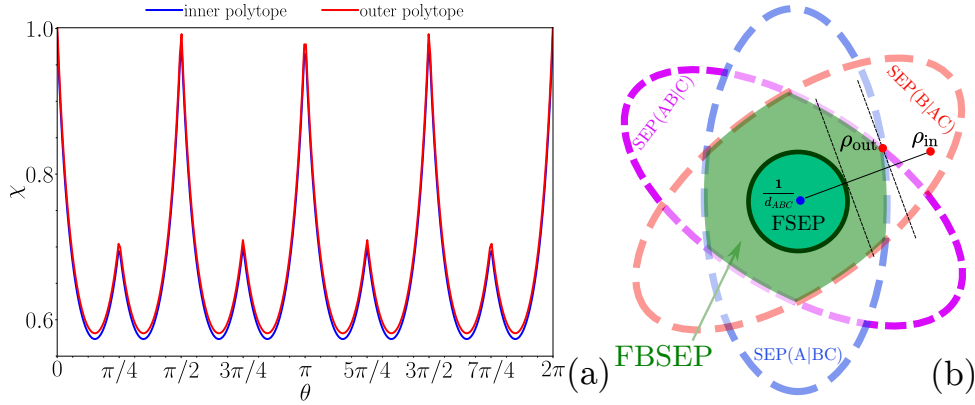 inner polytope outer polytope
1.0
0.8
0.6
χ
0 π/4 π/2 3π/4 π 5π/4 3π/2 7π/4 2π
θ
(a)
SEP(AB|C)
SEP(B|AC)
ρout
ρin
1/dABC
FSEP
FBSEP
SEP(A|BC)
(b)